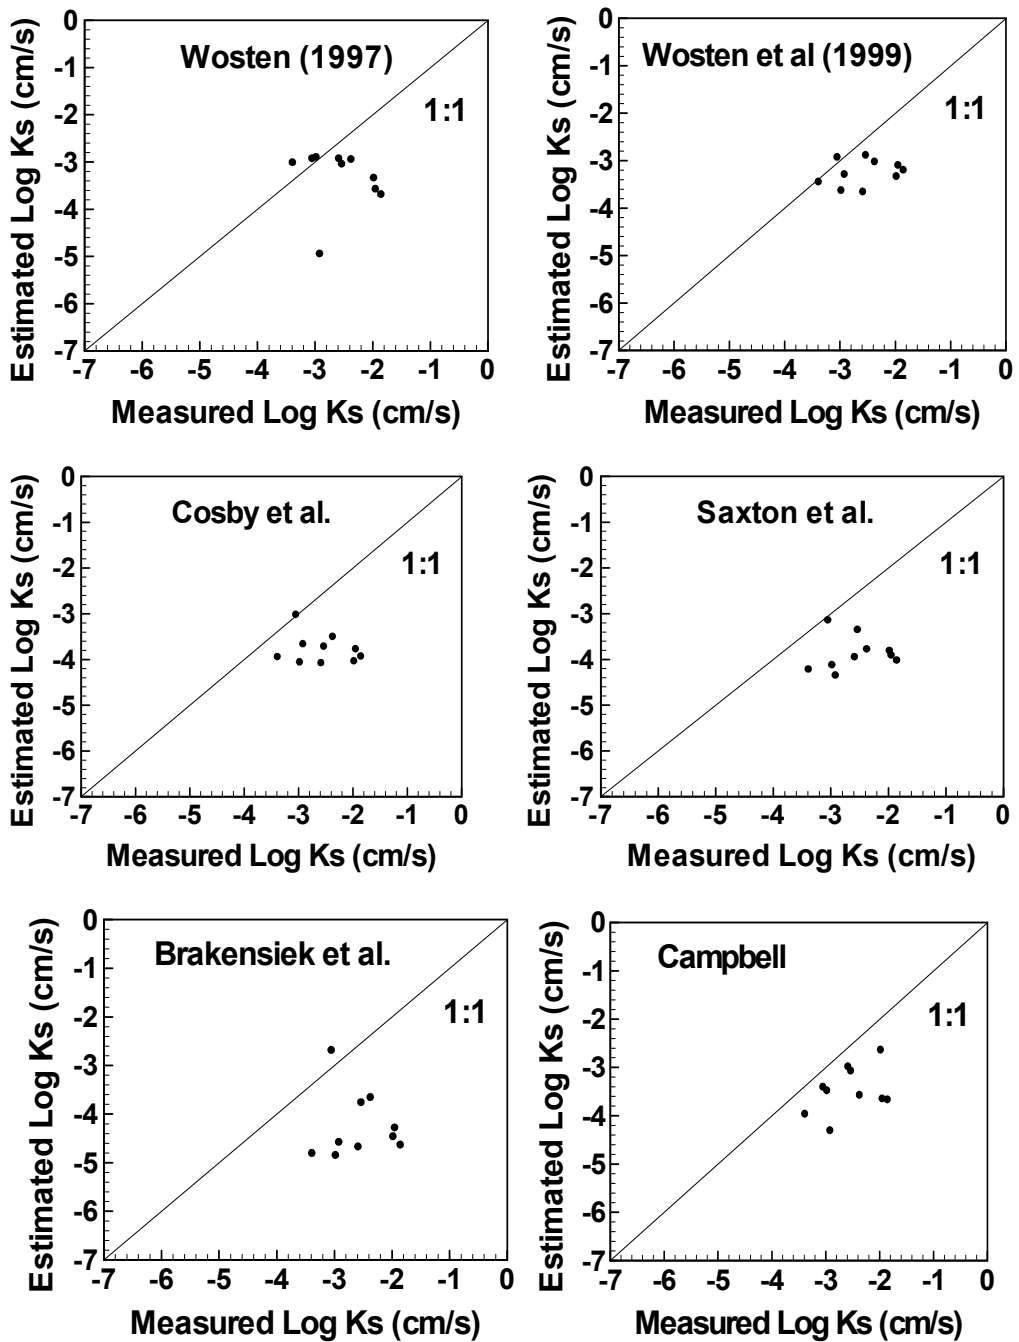 Wosten (1997)
1:1
Estimated Log Ks (cm/s)
0
-1
-2
-3
-4
-5
-6
-7
-7 -6 -5 -4 -3 -2 -1 0
Measured Log Ks (cm/s)
Wosten et al (1999)
1:1
Estimated Log Ks (cm/s)
0
-1
-2
-3
-4
-5
-6
-7
-7 -6 -5 -4 -3 -2 -1 0
Measured Log Ks (cm/s)
Cosby et al.
1:1
Estimated Log Ks (cm/s)
0
-1
-2
-3
-4
-5
-6
-7
-7 -6 -5 -4 -3 -2 -1 0
Measured Log Ks (cm/s)
Saxton et al.
1:1
Estimated Log Ks (cm/s)
0
-1
-2
-3
-4
-5
-6
-7
-7 -6 -5 -4 -3 -2 -1 0
Measured Log Ks (cm/s)
Brakensiek et al.
1:1
Estimated Log Ks (cm/s)
0
-1
-2
-3
-4
-5
-6
-7
-7 -6 -5 -4 -3 -2 -1 0
Measured Log Ks (cm/s)
Campbell
1:1
Estimated Log Ks (cm/s)
0
-1
-2
-3
-4
-5
-6
-7
-7 -6 -5 -4 -3 -2 -1 0
Measured Log Ks (cm/s)